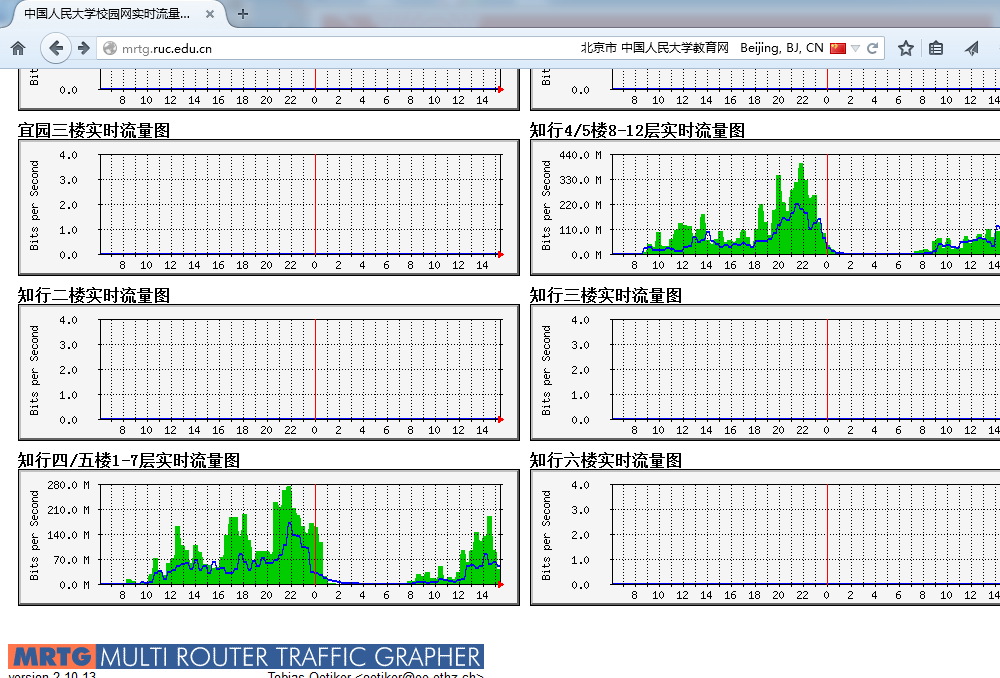 中国人民大学校园网实时流量...
mrtg.ruc.edu.cn
北京市 中国人民大学教育网 Beijing, BJ, CN
Bits
0.0
8 10 12 14 16 18 20 22 0 2 4 6 8 10 12 14
Bits
0.0
8 10 12 14 16 18 20 22 0 2 4 6 8 10 12 14
宜园三楼实时流量图
Bits per Second
4.0
3.0
2.0
1.0
0.0
8 10 12 14 16 18 20 22 0 2 4 6 8 10 12 14
知行4/5楼8-12层实时流量图
Bits per Second
440.0 M
330.0 M
220.0 M
110.0 M
0.0 M
8 10 12 14 16 18 20 22 0 2 4 6 8 10 12 14
知行二楼实时流量图
Bits per Second
4.0
3.0
2.0
1.0
0.0
8 10 12 14 16 18 20 22 0 2 4 6 8 10 12 14
知行三楼实时流量图
Bits per Second
4.0
3.0
2.0
1.0
0.0
8 10 12 14 16 18 20 22 0 2 4 6 8 10 12 14
知行四/五楼1-7层实时流量图
Bits per Second
280.0 M
210.0 M
140.0 M
70.0 M
0.0 M
8 10 12 14 16 18 20 22 0 2 4 6 8 10 12 14
知行六楼实时流量图
Bits per Second
4.0
3.0
2.0
1.0
0.0
8 10 12 14 16 18 20 22 0 2 4 6 8 10 12 14
MRTG MULTI ROUTER TRAFFIC GRAPHER
version 2.10.13 Tobias Oetiker <oetiker@ee.ethz.ch>